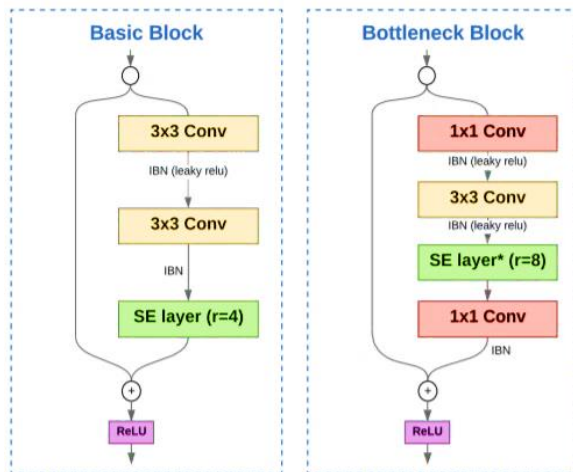 Basic Block
3x3 Conv
IBN (leaky relu)
3x3 Conv
IBN
SE layer (r=4)
+
ReLU
Bottleneck Block
1x1 Conv
IBN (leaky relu)
3x3 Conv
IBN (leaky relu)
SE layer* (r=8)
1x1 Conv
IBN
+
ReLU